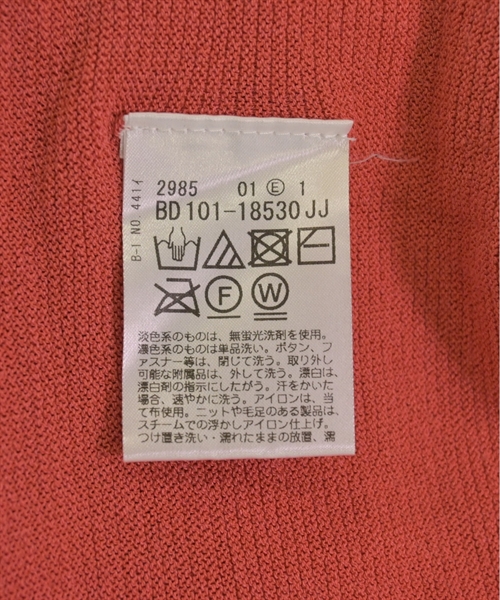 2985 01 Ⓔ 1
BD 101-18530 JJ
B-I NO. 4414
Ⓕ Ⓦ
淡色系のものは、無蛍光洗剤を使用。
濃色系のものは単品洗い。ボタン、フ
ァスナー等は、閉じて洗う。取り外し
可能な附属品は、外して洗う。漂白は、
漂白剤の指示にしたがう。汗をかいた
場合、速やかに洗う。アイロンは、当
て布使用。ニットや毛足のある製品は、
スチームでの浮かしアイロン仕上げ。
つけ置き洗い・濡れたままの放置、濡